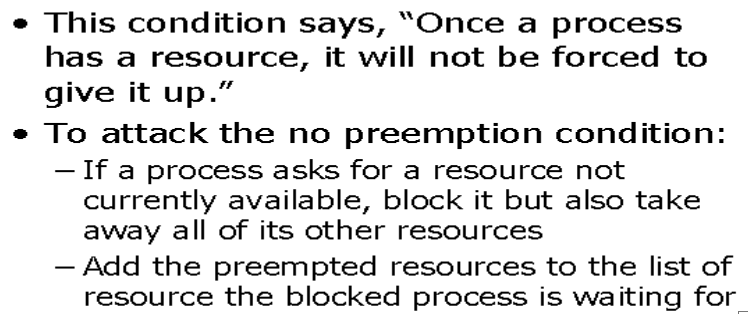 • This condition says, “Once a process
has a resource, it will not be forced to
give it up.”
• To attack the no preemption condition:
– If a process asks for a resource not
currently available, block it but also take
away all of its other resources
– Add the preempted resources to the list of
resource the blocked process is waiting for